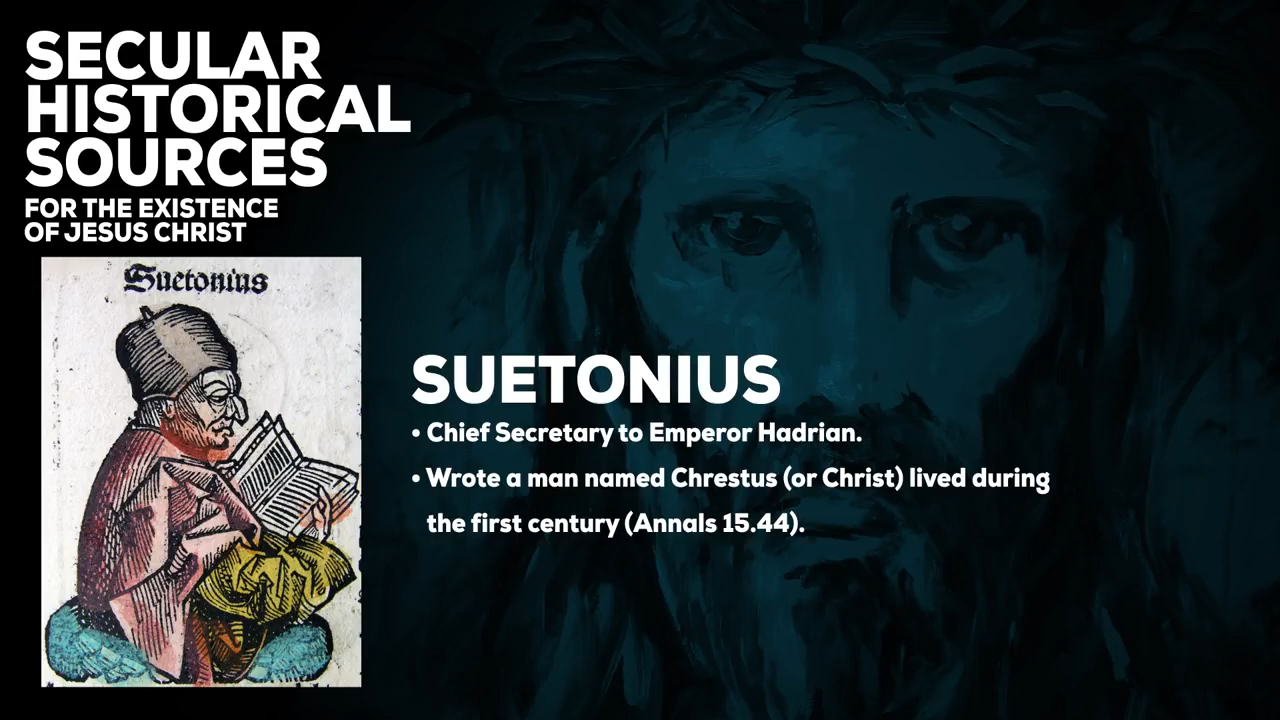 SECULAR
HISTORICAL
SOURCES
FOR THE EXISTENCE
OF JESUS CHRIST
Suetonius
SUETONIUS
• Chief Secretary to Emperor Hadrian.
• Wrote a man named Chrestus (or Christ) lived during
the first century (Annals 15.44).